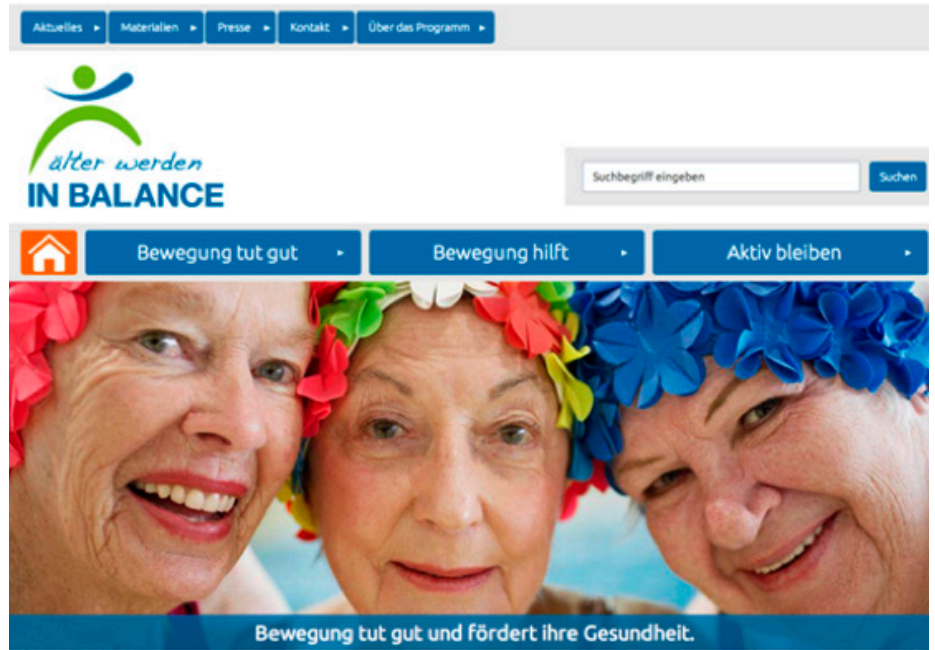 Aktuelles
Materialien
Presse
Kontakt
Über das Programm
älter werden
IN BALANCE
Suchbegriff eingeben
Suchen
Bewegung tut gut
Bewegung hilft
Aktiv bleiben
Bewegung tut gut und fördert ihre Gesundheit.